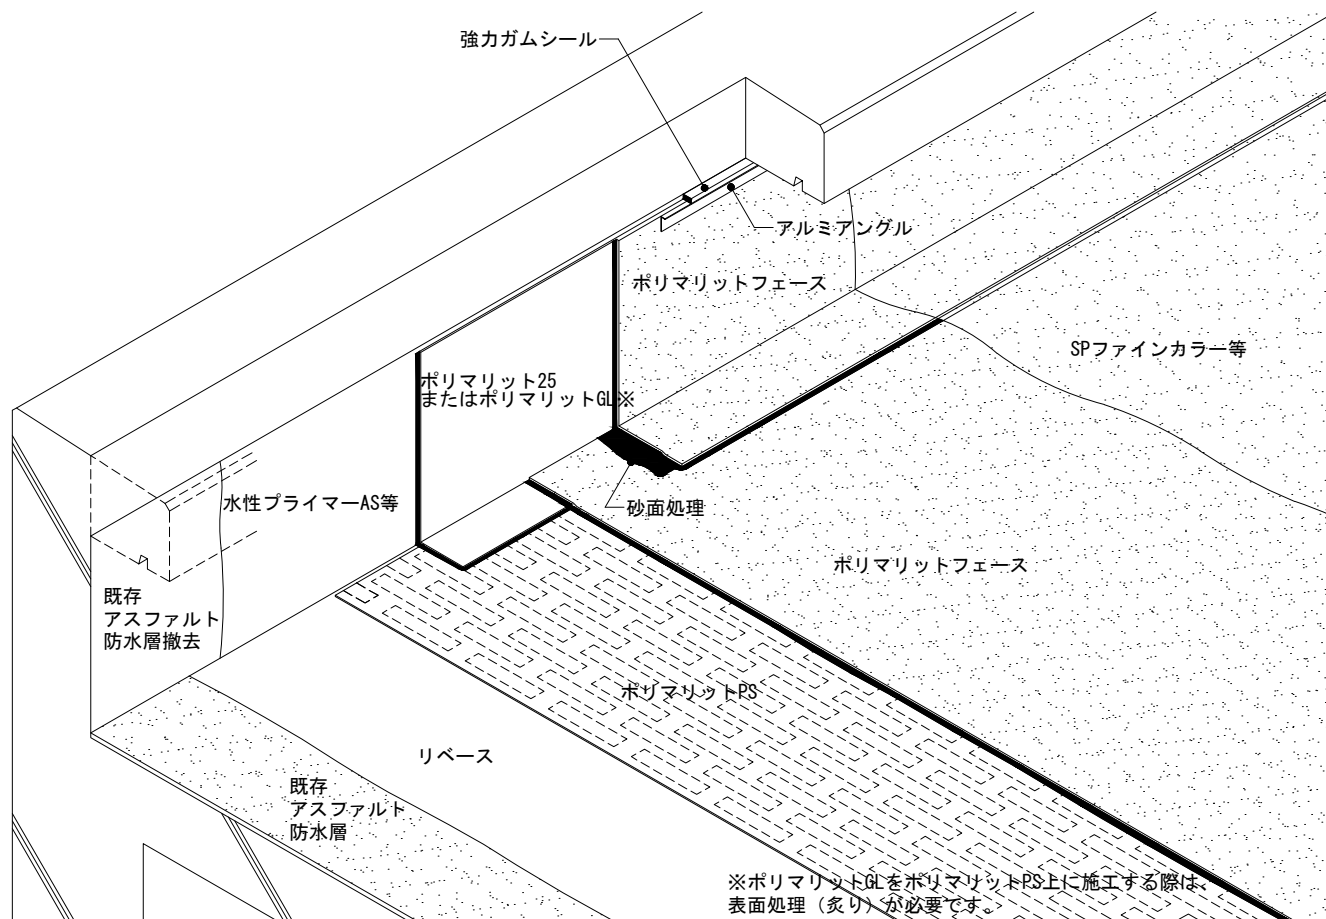 強力ガムシール
アルミアングル
ポリマリットフェース
SPファインカラー等
ポリマリット25
またはポリマリットGL※
水性プライマーAS等
砂面処理
ポリマリットフェース
既存
アスファルト
防水層撤去
ポリマリットPS
リベース
既存
アスファルト
防水層
※ポリマリットGLをポリマリットPS上に施工する際は、
表面処理（炙り）が必要です。